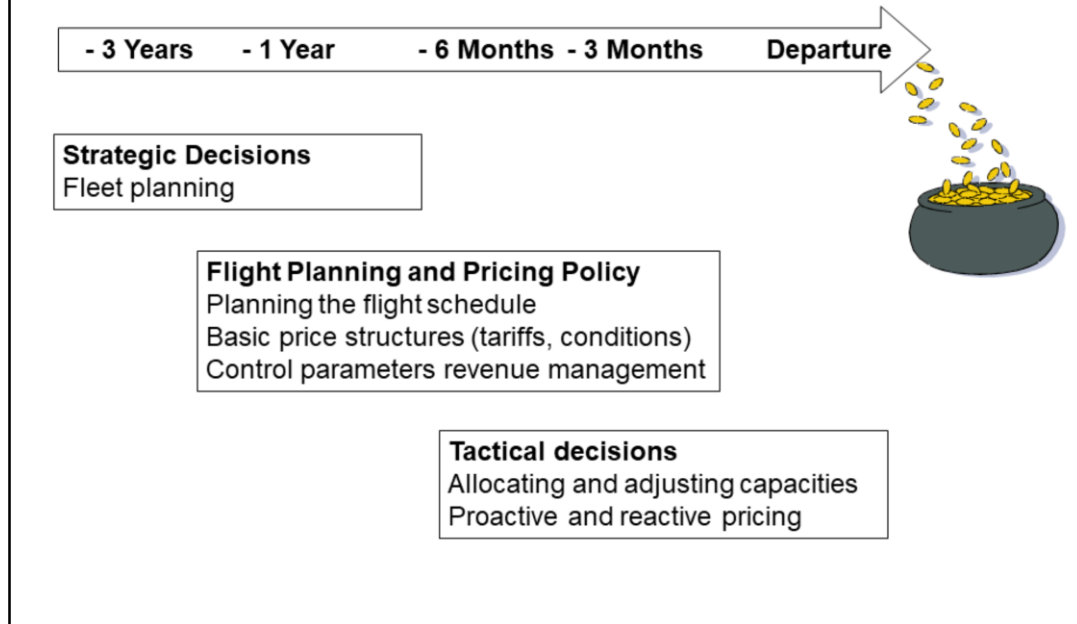 - 3 Years - 1 Year - 6 Months - 3 Months Departure
Strategic Decisions
Fleet planning
Flight Planning and Pricing Policy
Planning the flight schedule
Basic price structures (tariffs, conditions)
Control parameters revenue management
Tactical decisions
Allocating and adjusting capacities
Proactive and reactive pricing